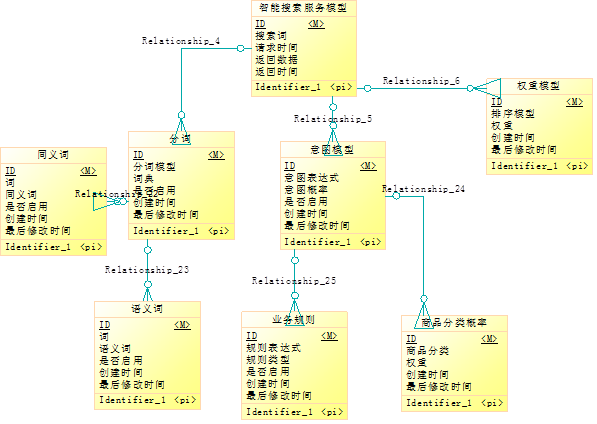 智能搜索服务模型
ID <M>
搜索词
请求时间
返回数据
返回时间
Identifier_1 <pi>
Relationship_4
Relationship_6
Relationship_5
权重模型
ID <M>
排序模型
权重
创建时间
最后修改时间
Identifier_1 <pi>
分词
ID <M>
分词模型
词典
是否启用
创建时间
最后修改时间
Identifier_1 <pi>
意图模型
ID <M>
意图表达式
意图概率
是否启用
创建时间
最后修改时间
Identifier_1 <pi>
同义词
ID <M>
词
同义词
是否启用
创建时间
最后修改时间
Identifier_1 <pi>
Relationship_24
Relationship_23
Relationship_25
语义词
ID <M>
词
语义词
是否启用
创建时间
最后修改时间
Identifier_1 <pi>
业务规则
ID <M>
规则表达式
规则类型
是否启用
创建时间
最后修改时间
Identifier_1 <pi>
商品分类概率
ID <M>
商品分类
权重
创建时间
最后修改时间
Identifier_1 <pi>